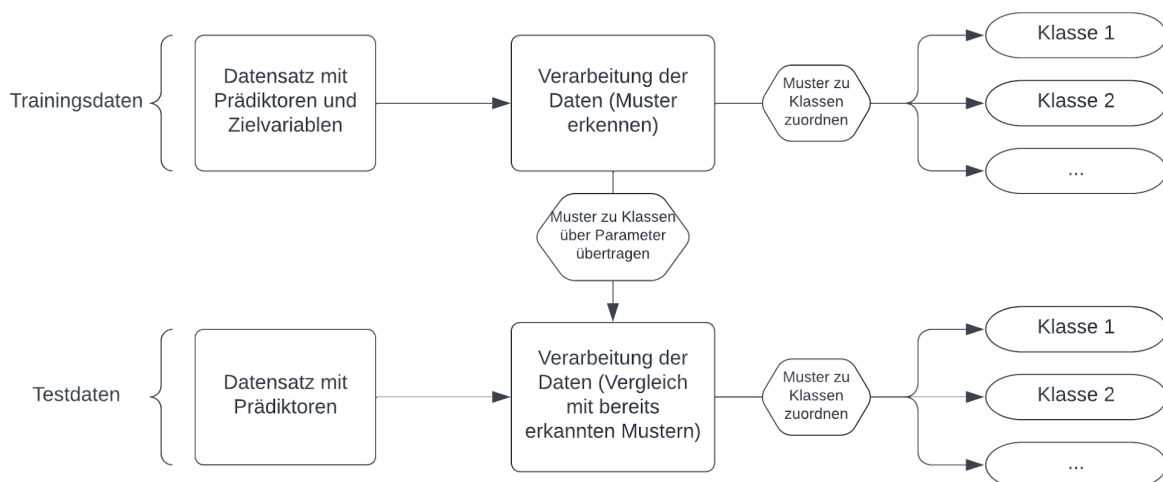 Trainingsdaten
Datensatz mit
Prädiktoren und
Zielvariablen
Verarbeitung der
Daten (Muster
erkennen)
Muster zu
Klassen
zuordnen
Klasse 1
Klasse 2
...
Muster zu Klassen
über Parameter
übertragen
Testdaten
Datensatz mit
Prädiktoren
Verarbeitung der
Daten (Vergleich
mit bereits
erkannten Mustern)
Muster zu
Klassen
zuordnen
Klasse 1
Klasse 2
...